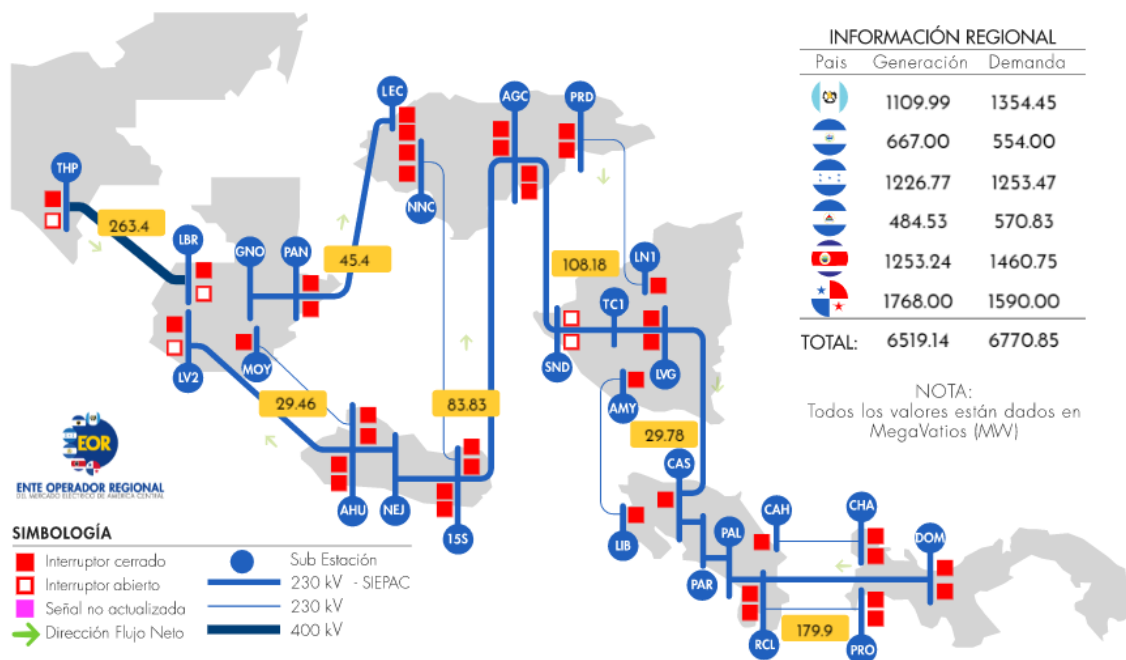 INFORMACIÓN REGIONAL
Pais Generación Demanda
1109.99 1354.45
667.00 554.00
1226.77 1253.47
484.53 570.83
1253.24 1460.75
1768.00 1590.00
TOTAL: 6519.14 6770.85
NOTA:
Todos los valores están dados en
MegaVatios (MW)
LEC
AGC
PRD
THP
NNC
263.4
LBR
GNO
PAN
45.4
108.18
LN1
TC1
LV2
MOY
SND
LVG
29.46
83.83
AMY
29.78
CAS
AHU
NEJ
15S
LIB
PAR
PAL
CAH
CHA
DOM
RCL
179.9
PRO
EOR
ENTE OPERADOR REGIONAL
DEL MERCADO ELÉCTRICO DE AMÉRICA CENTRAL
SIMBOLOGÍA
Interruptor cerrado
Interruptor abierto
Señal no actualizada
Dirección Flujo Neto
Sub Estación
230 kV - SIEPAC
230 kV
400 kV